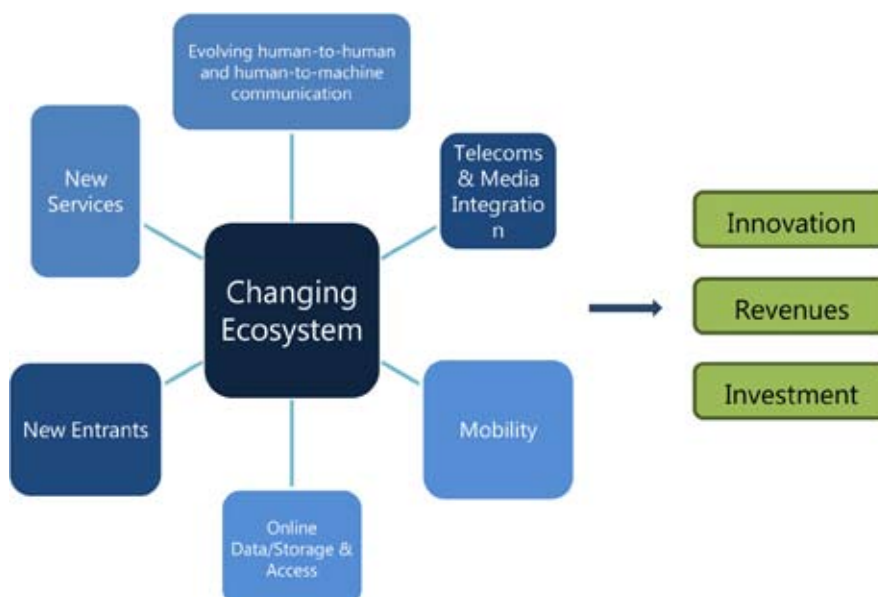 Evolving human-to-human
and human-to-machine
communication
Telecoms
& Media
Integratio
n
New
Services
Changing
Ecosystem
New Entrants
Mobility
Online
Data/Storage &
Access
Innovation
Revenues
Investment